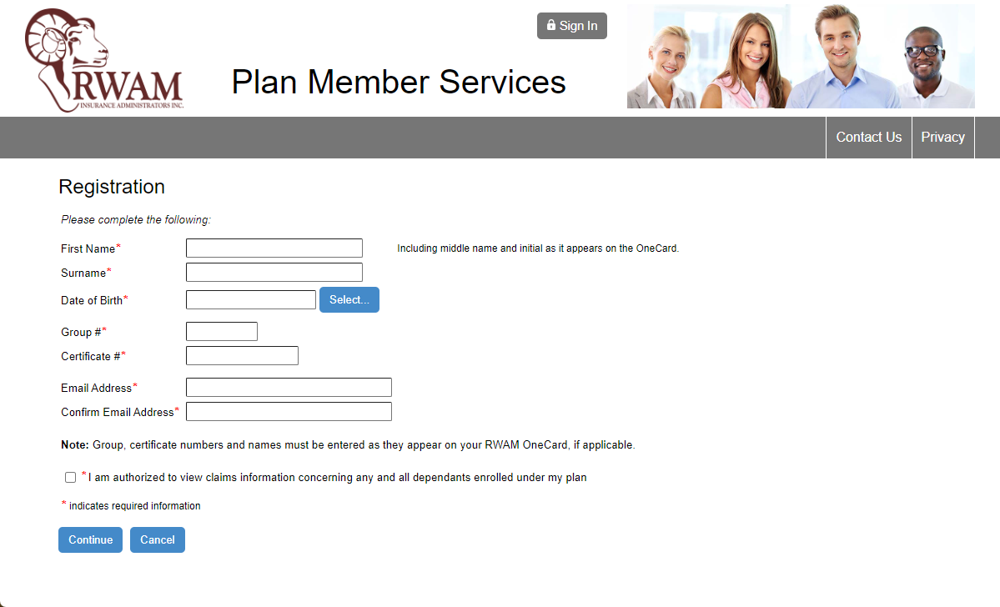 Sign In
Plan Member Services
RWAM
INSURANCE ADMINISTRATORS INC.
Contact Us
Privacy
Registration
Please complete the following:
First Name* Including middle name and initial as it appears on the OneCard.
Surname*
Date of Birth* Select...
Group #*
Certificate #*
Email Address*
Confirm Email Address*
Note: Group, certificate numbers and names must be entered as they appear on your RWAM OneCard, if applicable.
* I am authorized to view claims information concerning any and all dependants enrolled under my plan
* indicates required information
Continue Cancel